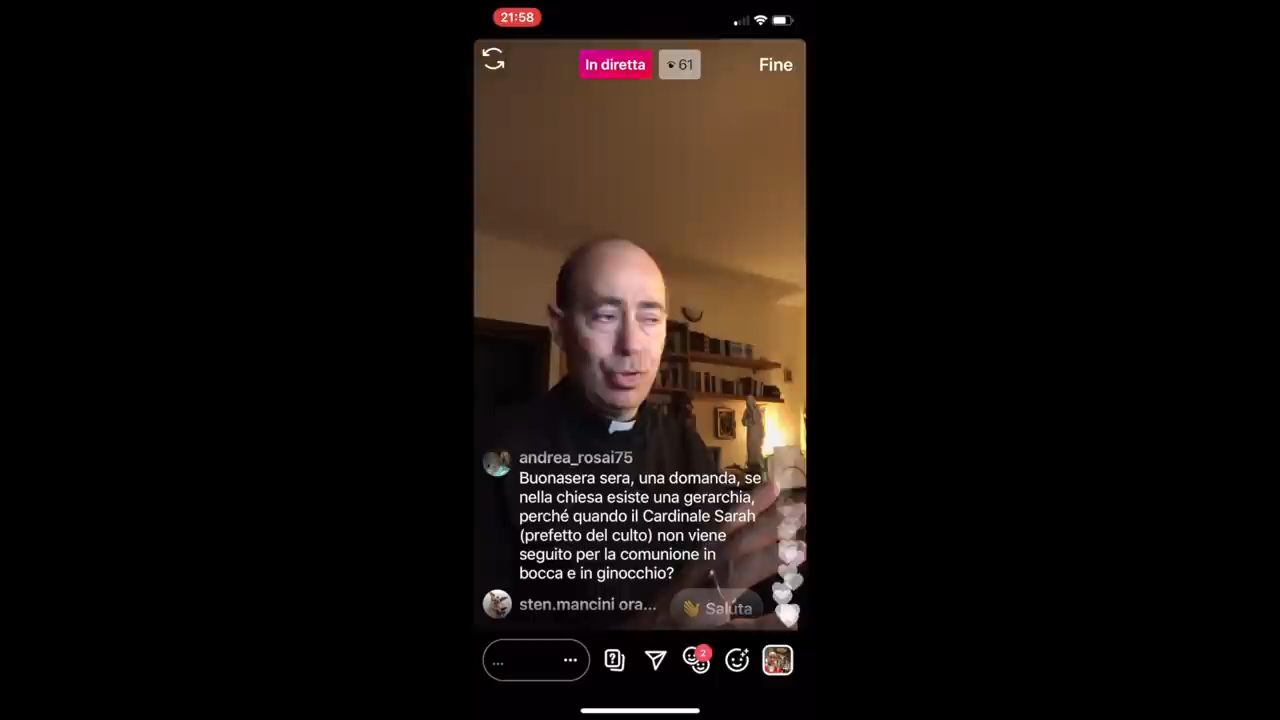 21:58
In diretta
61
Fine
andrea_rosai75
Buonasera sera, una domanda, se
nella chiesa esiste una gerarchia,
perché quando il Cardinale Sarah
(prefetto del culto) non viene
seguito per la comunione in
bocca e in ginocchio?
sten.mancini ora...
👋 Saluta
...
2